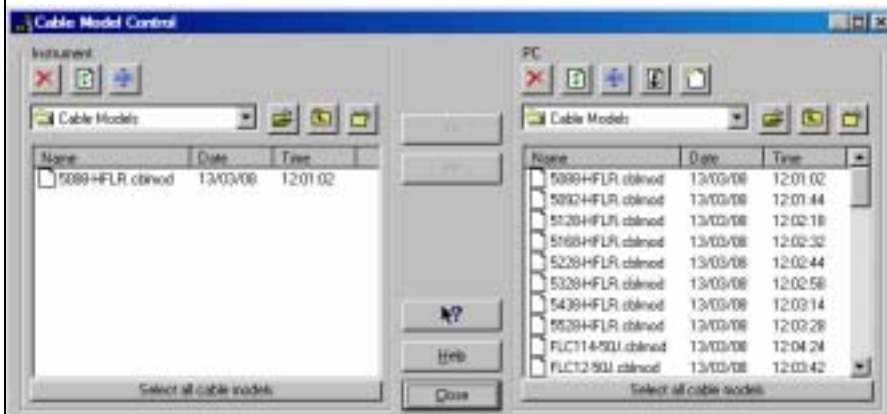 Cable Model Control
Instrument
Cable Models
Name Date Time
5088-HFLR.cblmod 13/03/08 12:01:02
Select all cable models
Help
Close
PC
Cable Models
Name Date Time
5088-HFLR.cblmod 13/03/08 12:01:02
5092-HFLR.cblmod 13/03/08 12:01:44
5128-HFLR.cblmod 13/03/08 12:02:18
5168-HFLR.cblmod 13/03/08 12:02:32
5228-HFLR.cblmod 13/03/08 12:02:44
5328-HFLR.cblmod 13/03/08 12:02:58
5438-HFLR.cblmod 13/03/08 12:03:14
5528-HFLR.cblmod 13/03/08 12:03:28
FLC114-50J.cblmod 13/03/08 12:04:24
FLC12-50J.cblmod 13/03/08 12:03:42
Select all cable models